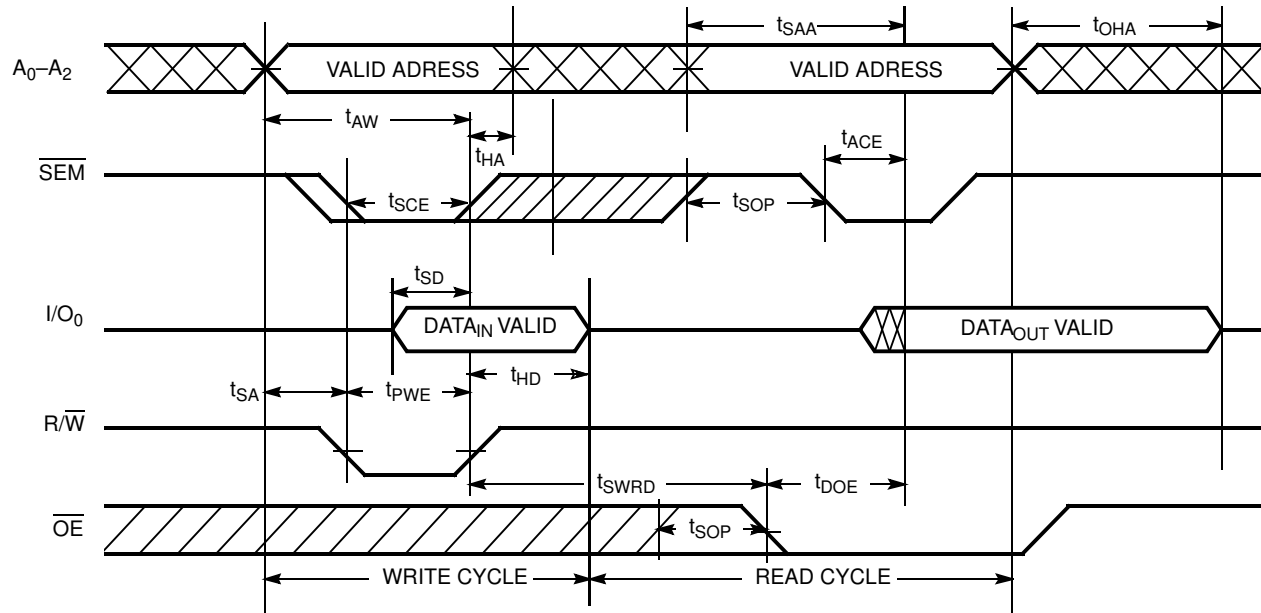 tSAA tOHA
A0–A2 VALID ADRESS VALID ADRESS
tAW
tHA tACE
SEM tSCE tSOP
tSD
I/O0 DATAIN VALID DATAOUT VALID
tSA tPWE tHD
R/W
tSWRD tDOE
OE tSOP
WRITE CYCLE READ CYCLE